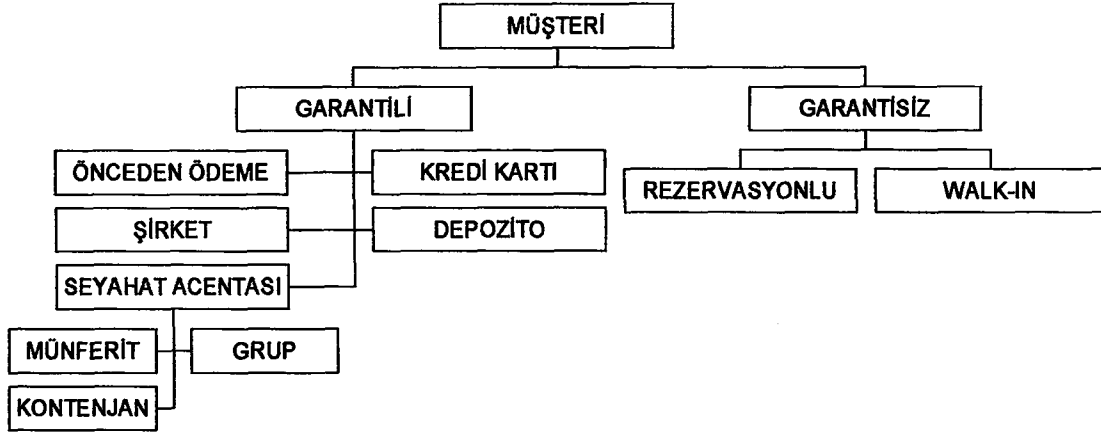 MÜŞTERİ
GARANTİLİ
GARANTİSİZ
ÖNCEDEN ÖDEME
KREDİ KARTI
REZERVASYONLU
WALK-IN
ŞİRKET
DEPOZİTO
SEYAHAT ACENTASI
MÜNFERİT
GRUP
KONTENJAN